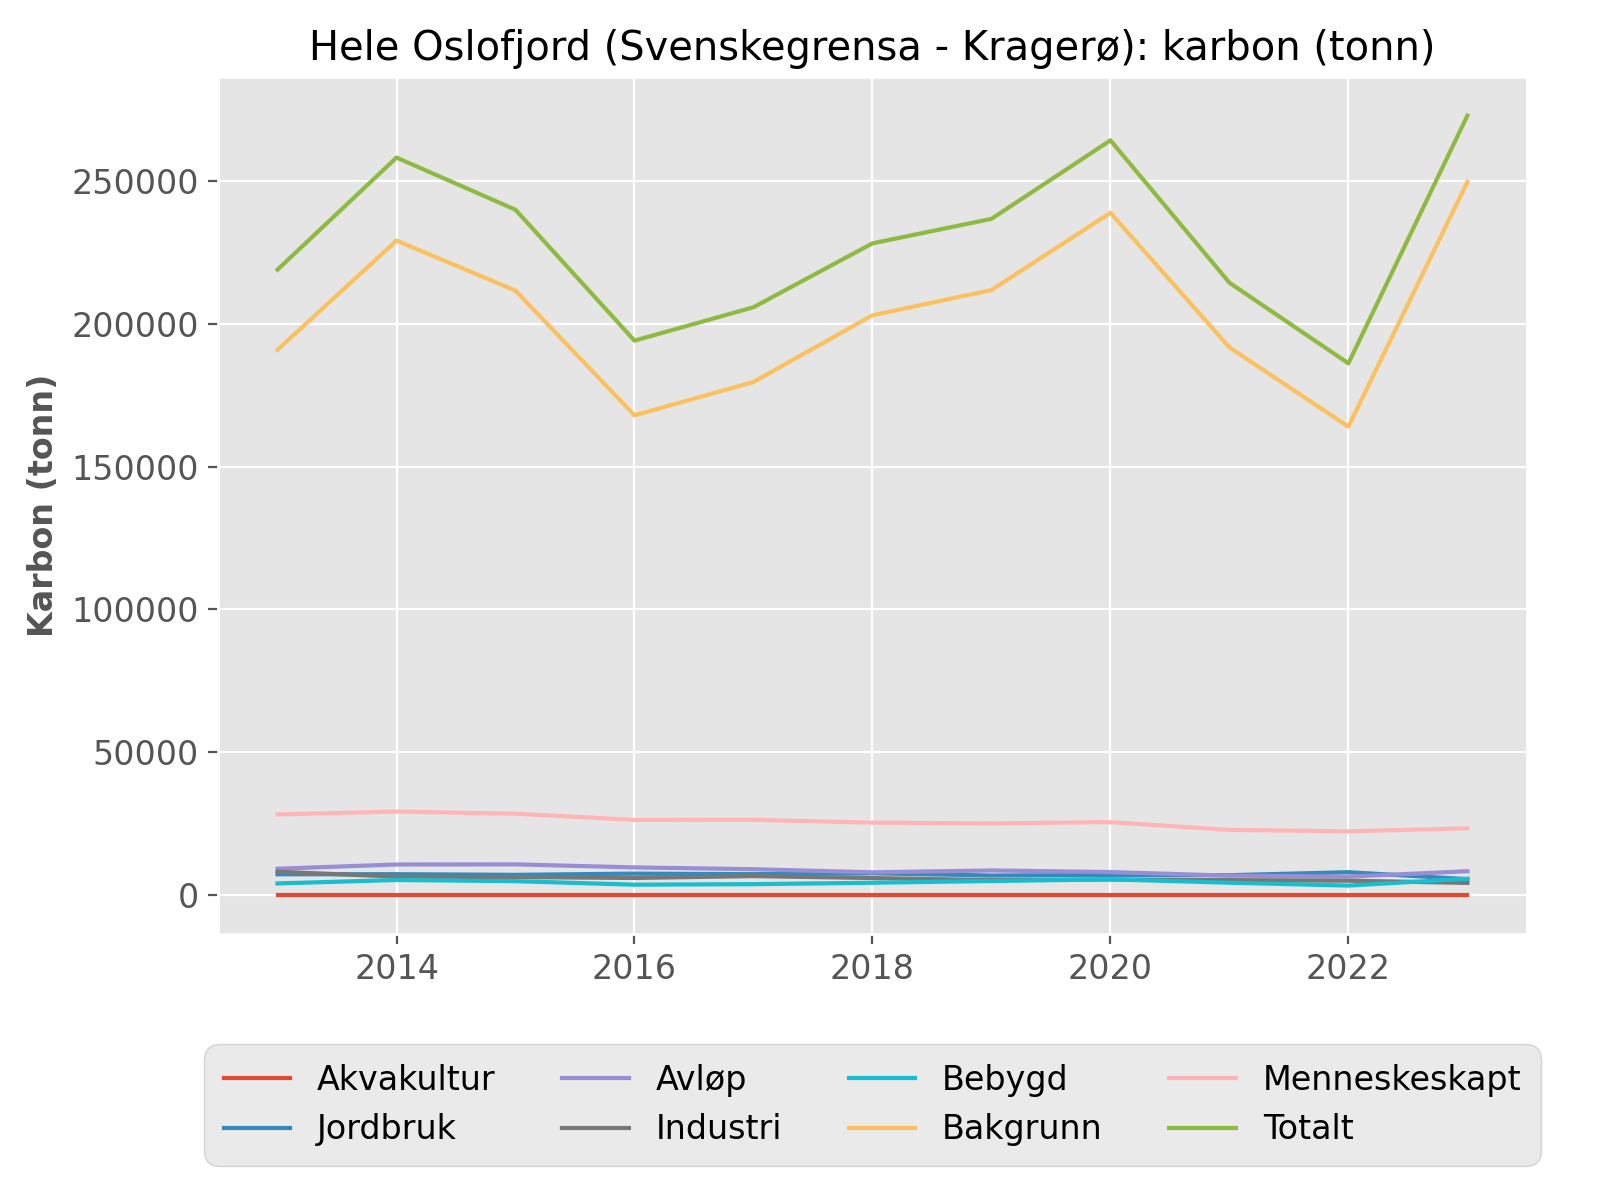 Hele Oslofjord (Svenskegrensa - Kragerø): karbon (tonn)
Karbon (tonn)
250000
200000
150000
100000
50000
0
2014 2016 2018 2020 2022
Akvakultur Avløp Bebygd Menneskeskapt
Jordbruk Industri Bakgrunn Totalt